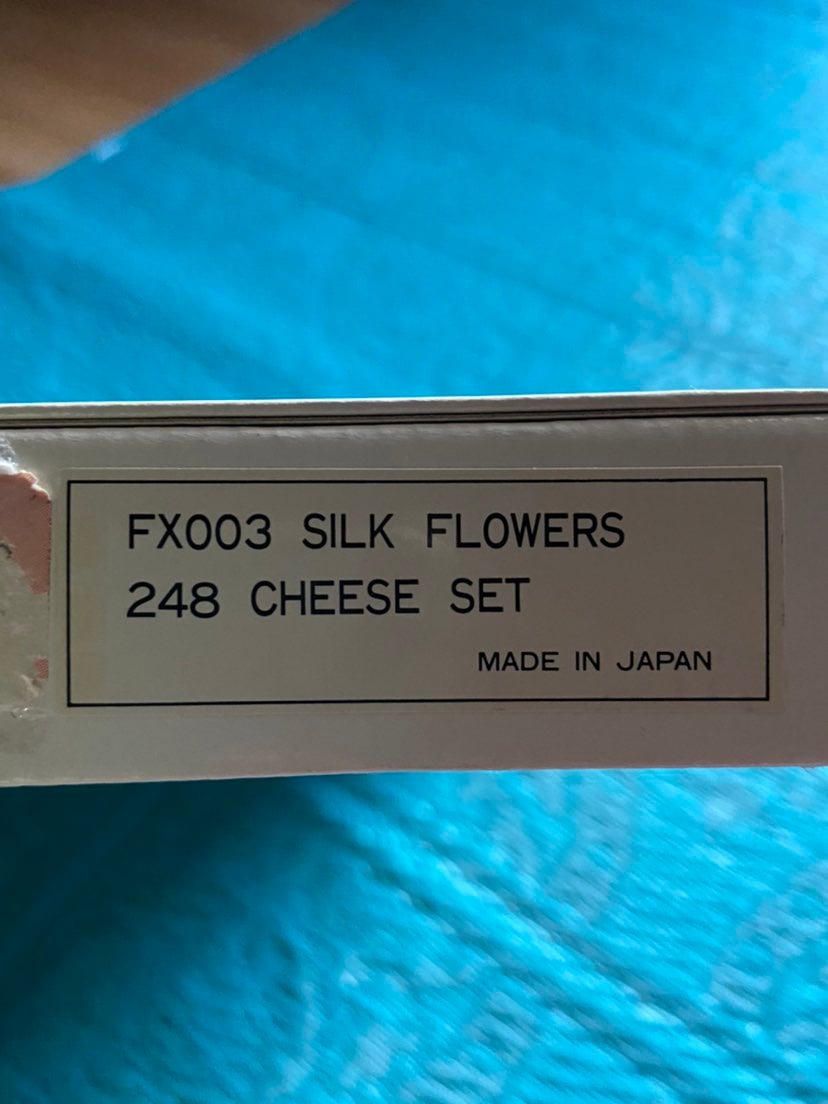 FX003 SILK FLOWERS
248 CHEESE SET
MADE IN JAPAN